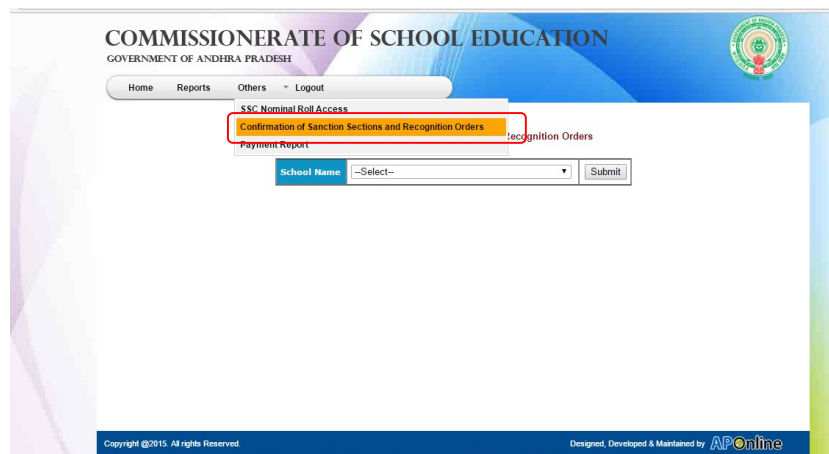 COMMISSIONERATE OF SCHOOL EDUCATION
GOVERNMENT OF ANDHRA PRADESH
Home Reports Others Logout
SSC Nominal Roll Access
Confirmation of Sanction Sections and Recognition Orders
Recognition Orders
Payment Report
School Name --Select-- Submit
Copyright @2015. All rights Reserved. Designed, Developed & Maintained by APOnline